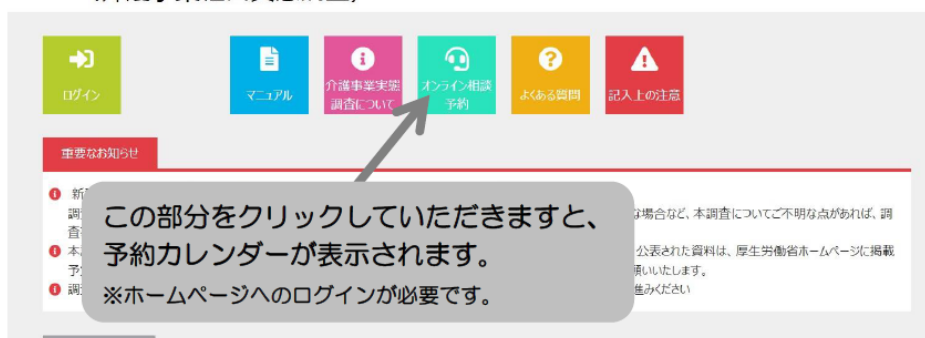 ログイン
マニュアル
介護事業実態
調査について
オンライン相談
予約
よくある質問
記入上の注意
重要なお知らせ
この部分をクリックしていただきますと、
予約カレンダーが表示されます。
※ホームページへのログインが必要です。
な場合など、本調査についてご不明な点があれば、調
査
本
公表された資料は、厚生労働省ホームページに掲載
予
願いいたします。
調
進みください